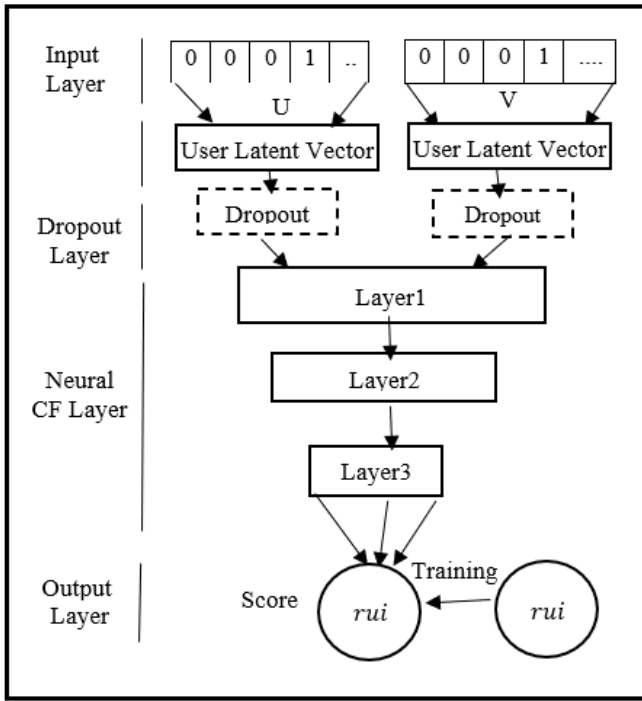 Input
Layer
0 0 0 1 ..
0 0 0 1 ....
U
V
User Latent Vector
User Latent Vector
Dropout
Layer
Dropout
Dropout
Layer1
Neural
CF Layer
Layer2
Layer3
Output
Layer
Score
rui
Training
rui